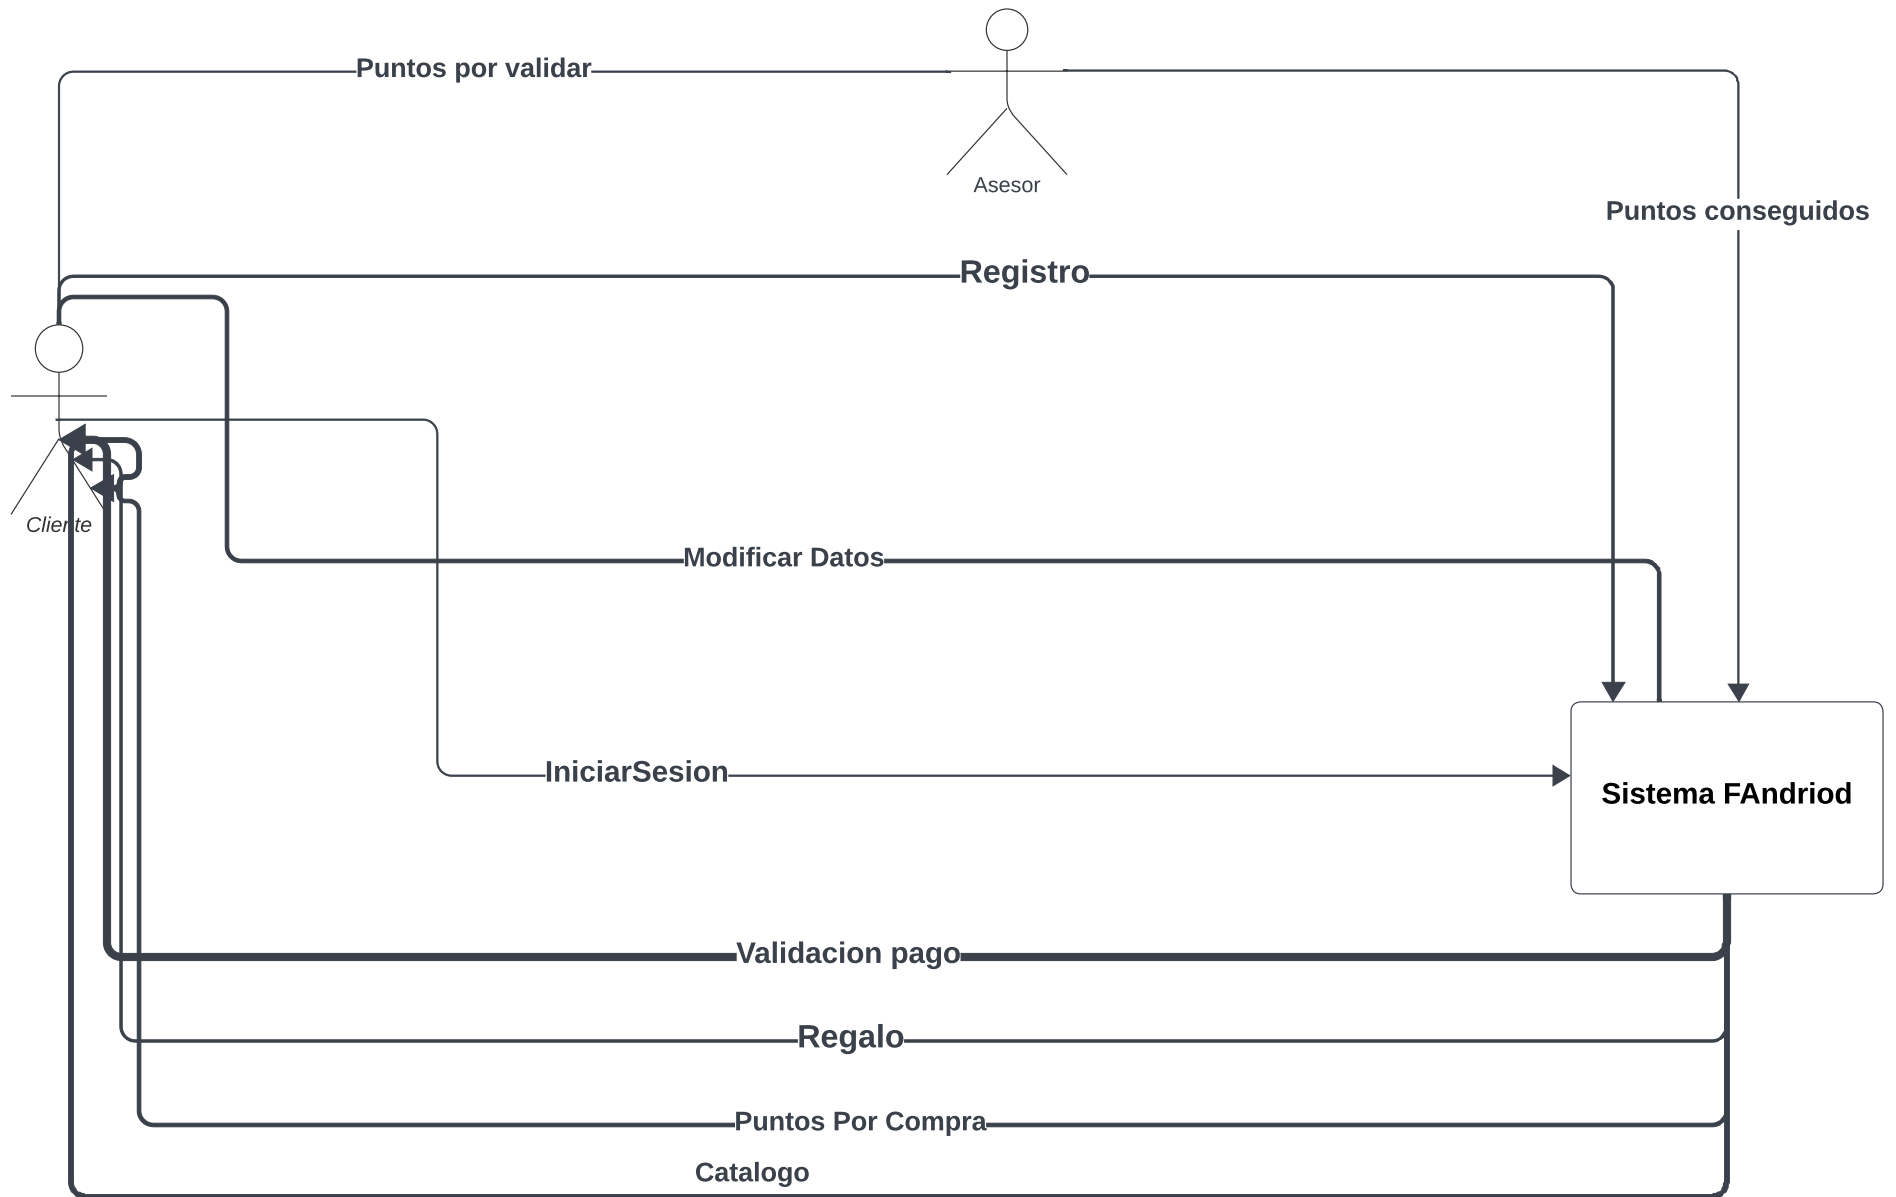 Puntos por validar
Asesor
Puntos conseguidos
Registro
Cliente
Modificar Datos
IniciarSesion
Sistema FAndriod
Validacion pago
Regalo
Puntos Por Compra
Catalogo